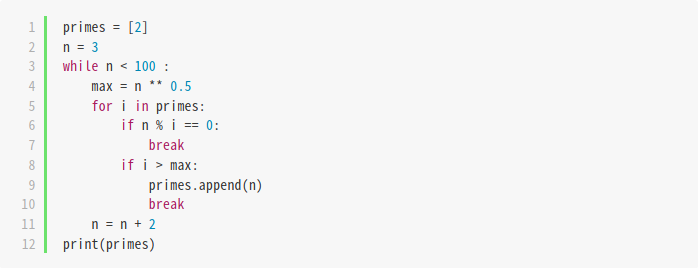 1 primes = [2]
2 n = 3
3 while n < 100 :
4     max = n ** 0.5
5     for i in primes:
6         if n % i == 0:
7             break
8         if i > max:
9             primes.append(n)
10             break
11     n = n + 2
12 print(primes)